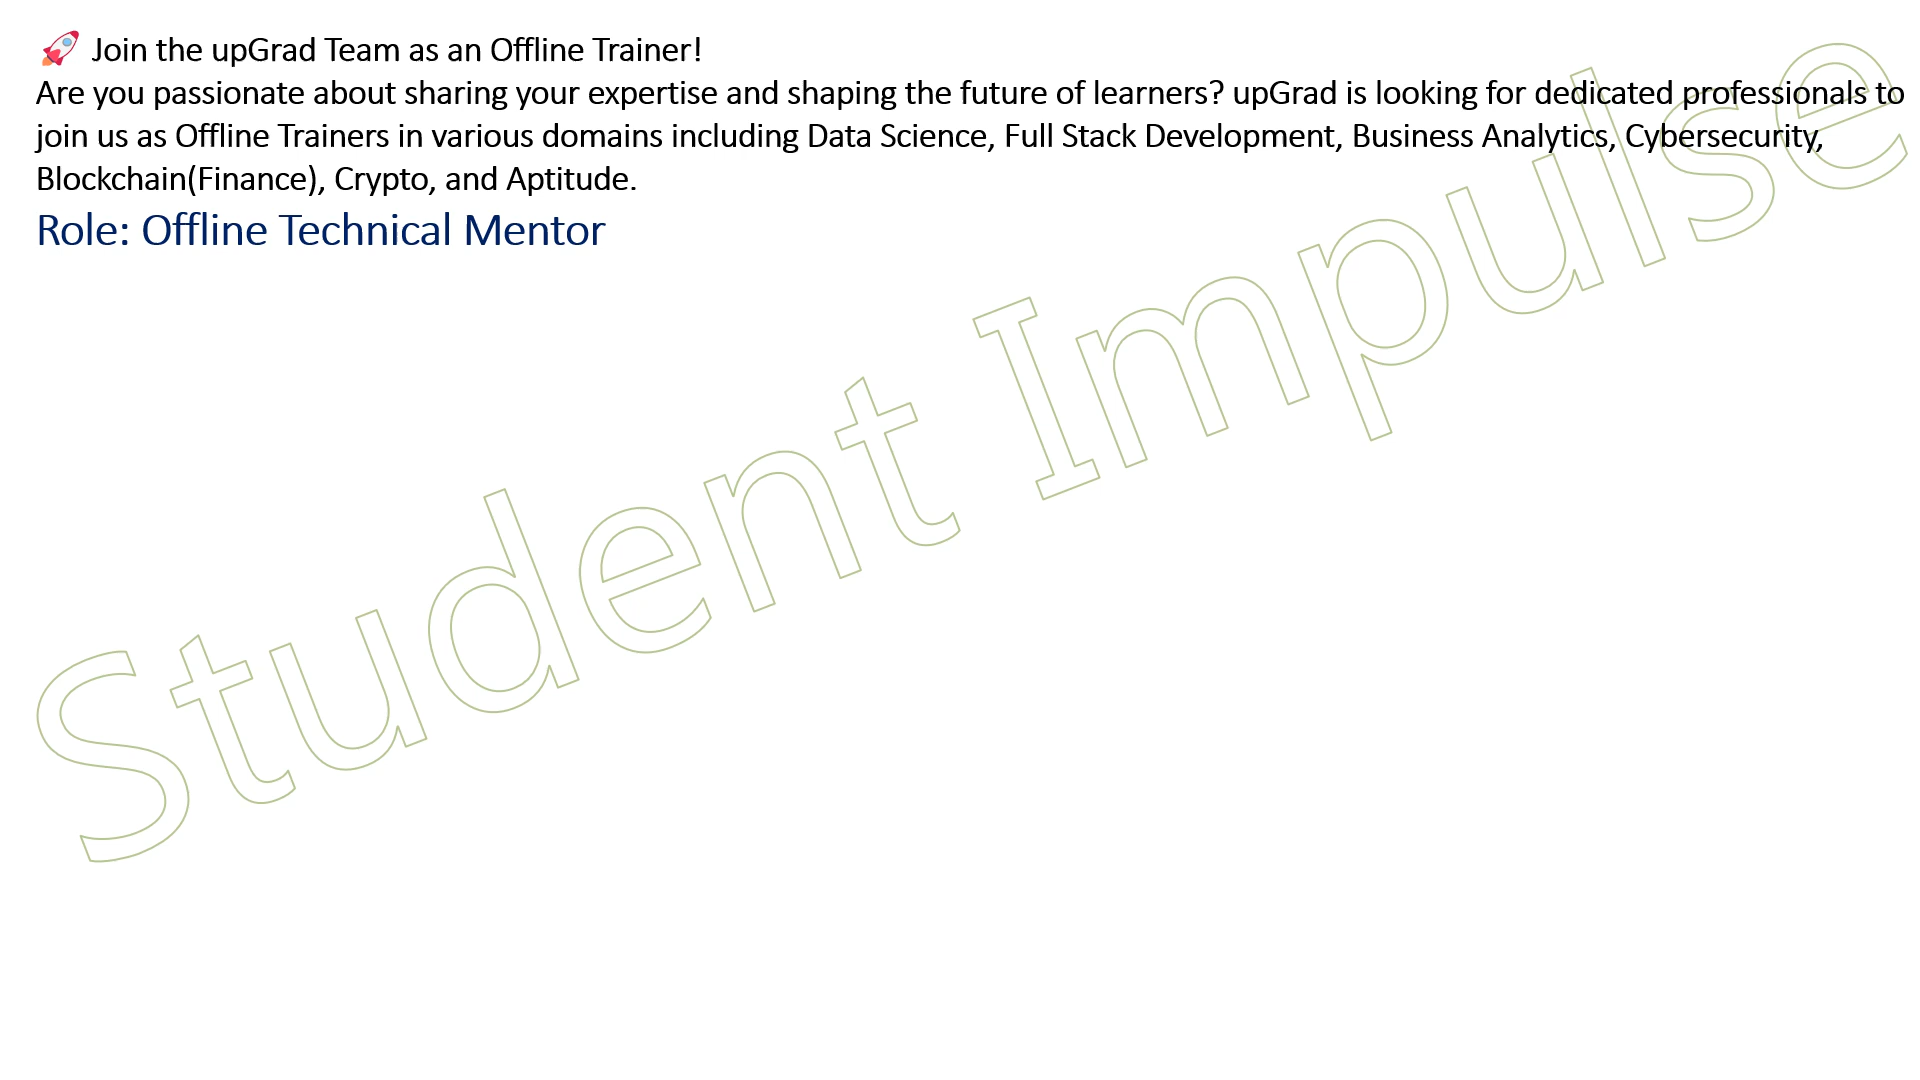 🚀 Join the upGrad Team as an Offline Trainer!
Are you passionate about sharing your expertise and shaping the future of learners? upGrad is looking for dedicated professionals to
join us as Offline Trainers in various domains including Data Science, Full Stack Development, Business Analytics, Cybersecurity,
Blockchain(Finance), Crypto, and Aptitude.
Role: Offline Technical Mentor
Student Impulse